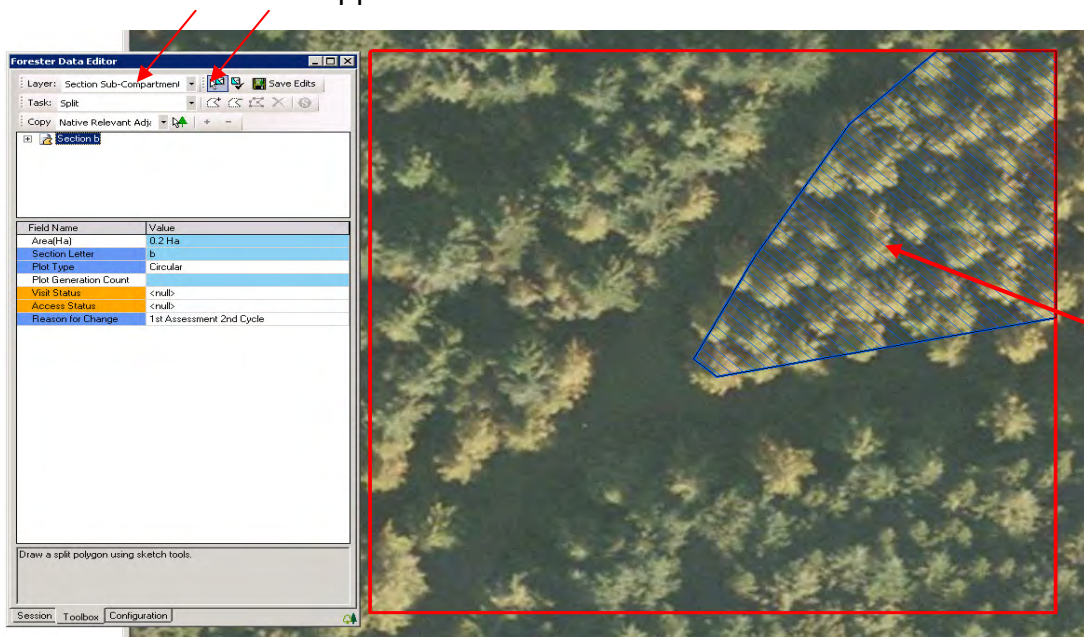 Forester Data Editor
Layer: Section Sub-Compartment Save Edits
Task: Split
Copy Native Relevant Adj + -
Section b
Field Name Value
Area(Ha) 0.2 Ha
Section Letter b
Plot Type Circular
Plot Generation Count
Visit Status <null>
Access Status <null>
Reason for Change 1st Assessment 2nd Cycle
Draw a split polygon using sketch tools.
Session Toolbox Configuration